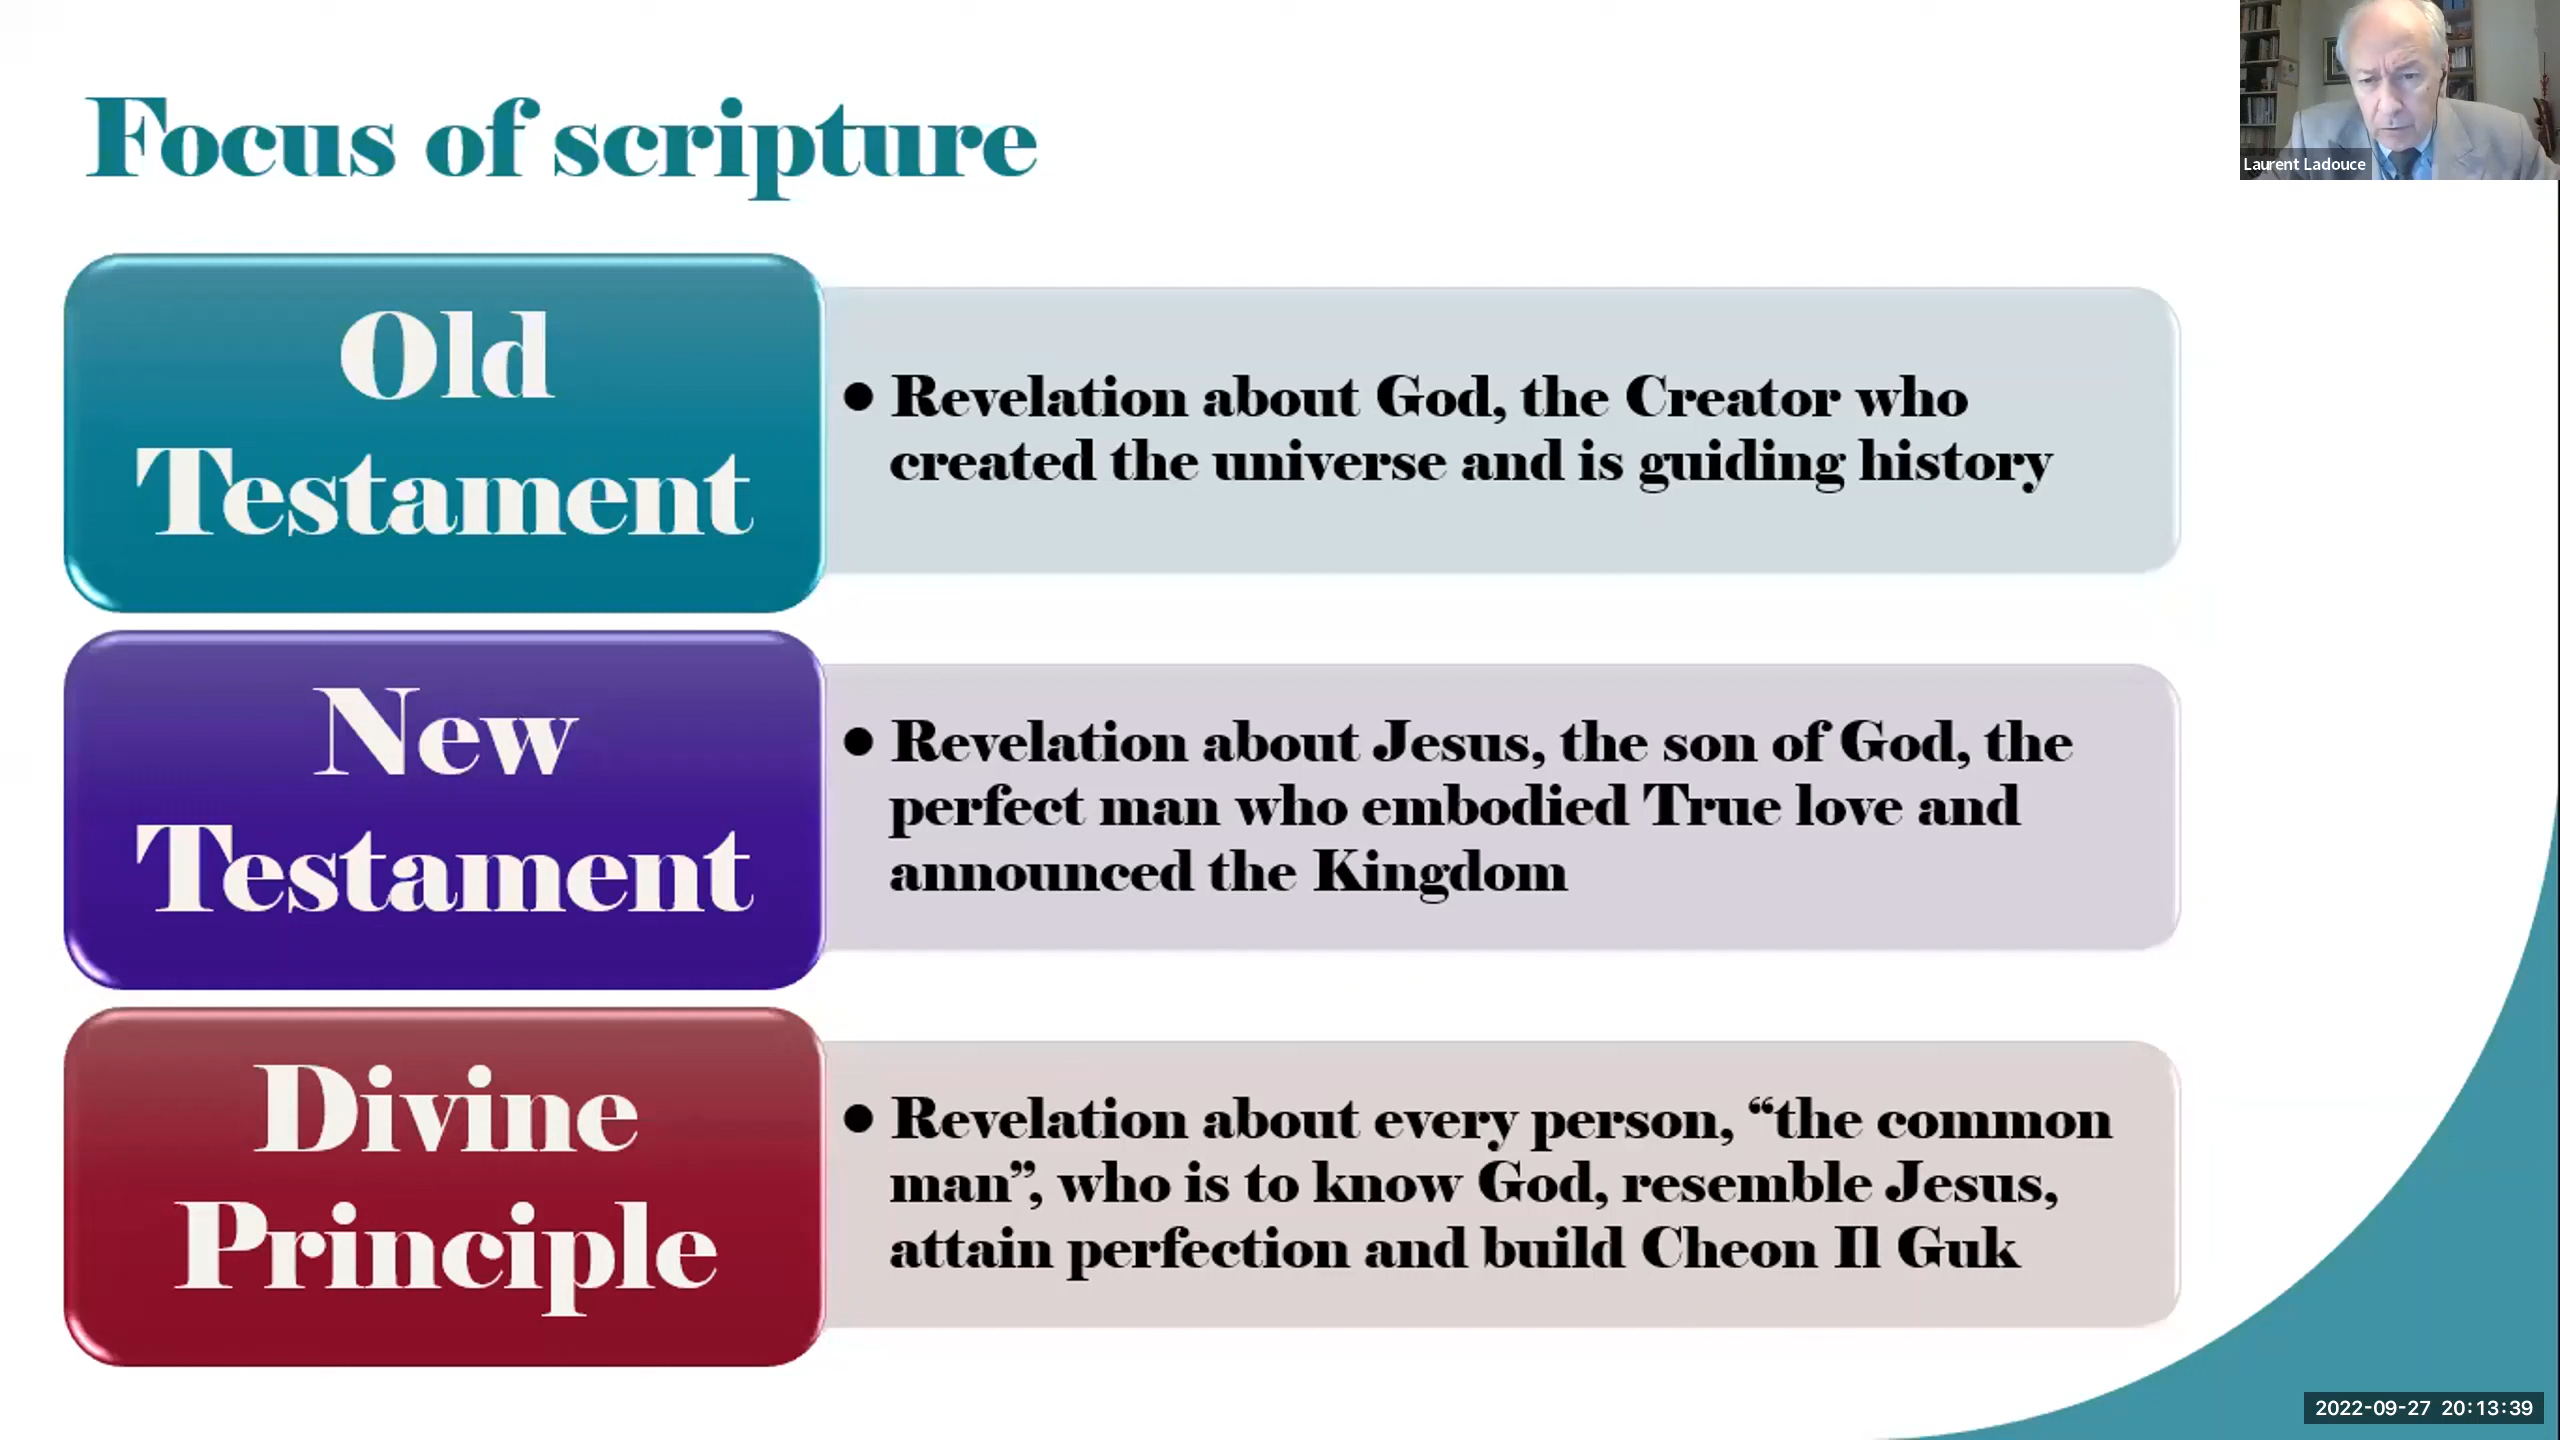 Focus of scripture
Laurent Ladouce
Old
Testament
• Revelation about God, the Creator who
created the universe and is guiding history
New
Testament
• Revelation about Jesus, the son of God, the
perfect man who embodied True love and
announced the Kingdom
Divine
Principle
• Revelation about every person, “the common
man”, who is to know God, resemble Jesus,
attain perfection and build Cheon Il Guk
2022-09-27 20:13:39